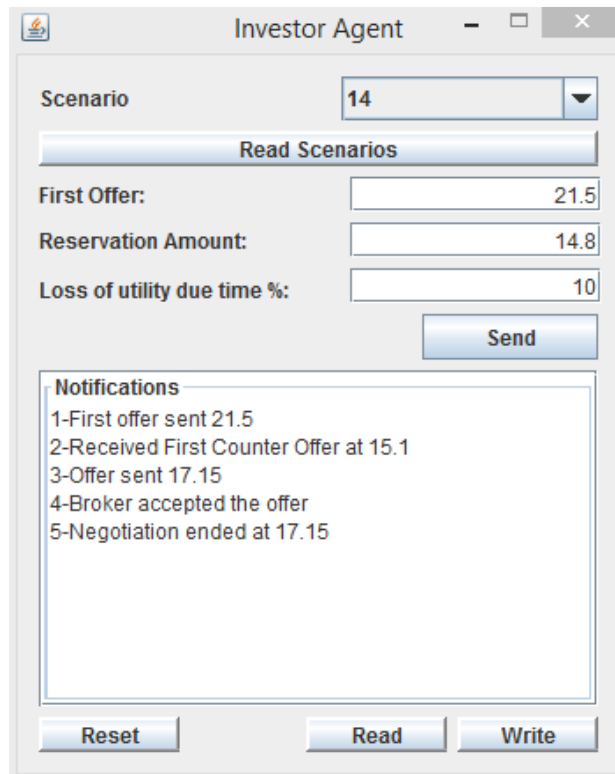 Investor Agent
Scenario 14
Read Scenarios
First Offer: 21.5
Reservation Amount: 14.8
Loss of utility due time %: 10
Send
Notifications
1-First offer sent 21.5
2-Received First Counter Offer at 15.1
3-Offer sent 17.15
4-Broker accepted the offer
5-Negotiation ended at 17.15
Reset Read Write